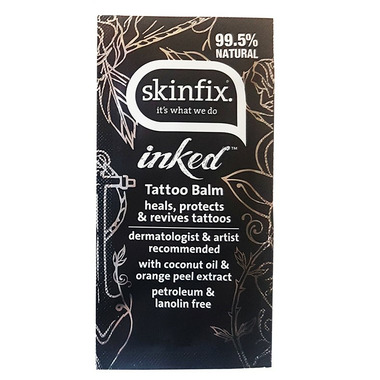 99.5%
NATURAL
skinfix.
it's what we do
inked™
Tattoo Balm
heals, protects
& revives tattoos
dermatologist & artist
recommended
with coconut oil &
orange peel extract
petroleum &
lanolin free